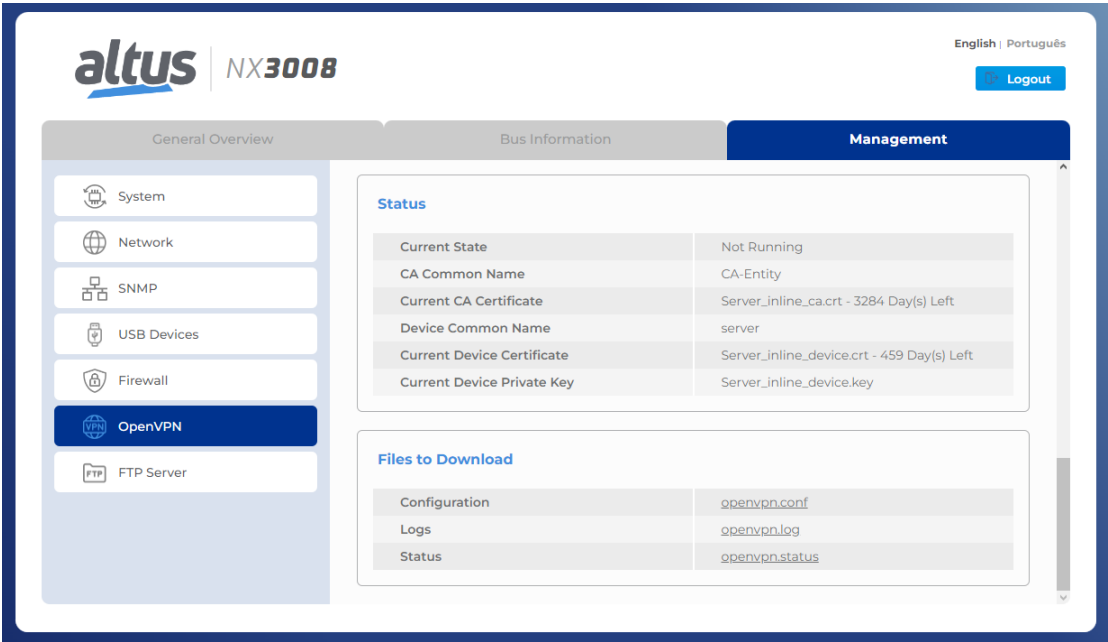 English | Português
altus | NX3008
Logout
General Overview Bus Information Management
System
Network
SNMP
USB Devices
Firewall
VPN OpenVPN
FTP FTP Server
Status
Current State Not Running
CA Common Name CA-Entity
Current CA Certificate Server_inline_ca.crt - 3284 Day(s) Left
Device Common Name server
Current Device Certificate Server_inline_device.crt - 459 Day(s) Left
Current Device Private Key Server_inline_device.key
Files to Download
Configuration openvpn.conf
Logs openvpn.log
Status openvpn.status